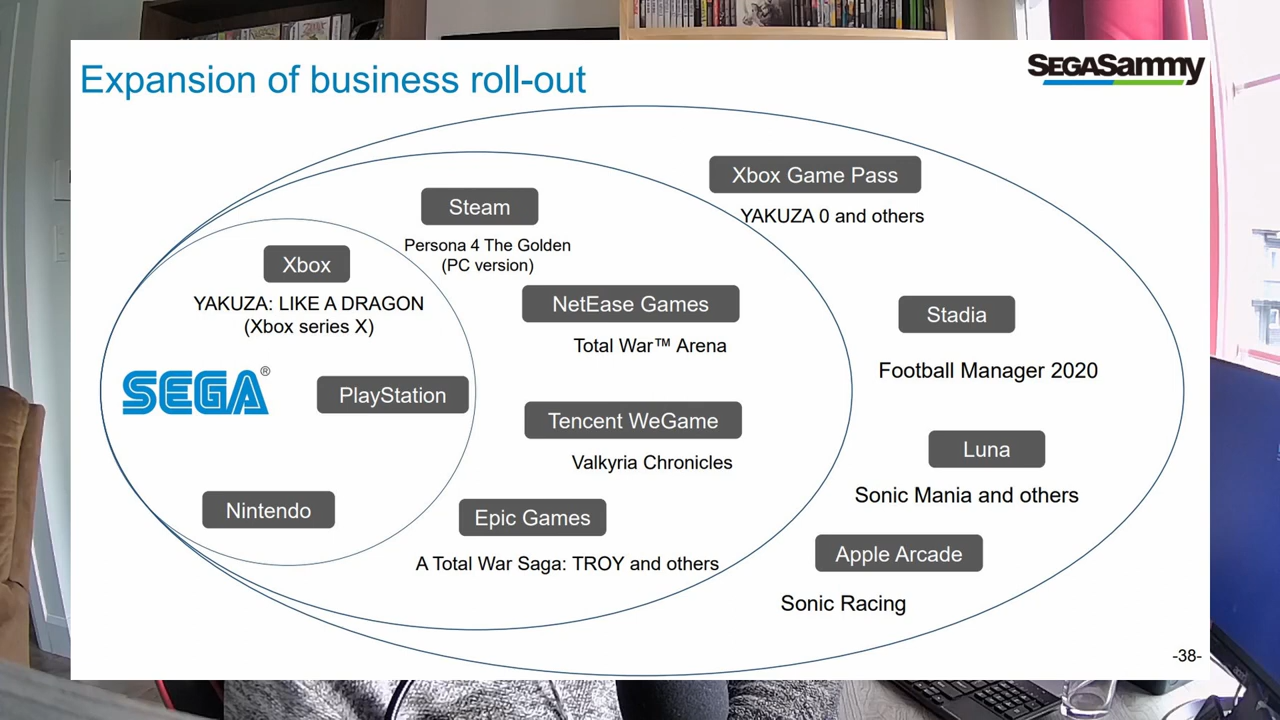 Expansion of business roll-out
SEGASammy
Xbox Game Pass
YAKUZA 0 and others
Steam
Persona 4 The Golden
(PC version)
Xbox
YAKUZA: LIKE A DRAGON
(Xbox series X)
NetEase Games
Total War™ Arena
Stadia
Football Manager 2020
SEGA®
PlayStation
Tencent WeGame
Valkyria Chronicles
Luna
Sonic Mania and others
Nintendo
Epic Games
A Total War Saga: TROY and others
Apple Arcade
Sonic Racing
-38-